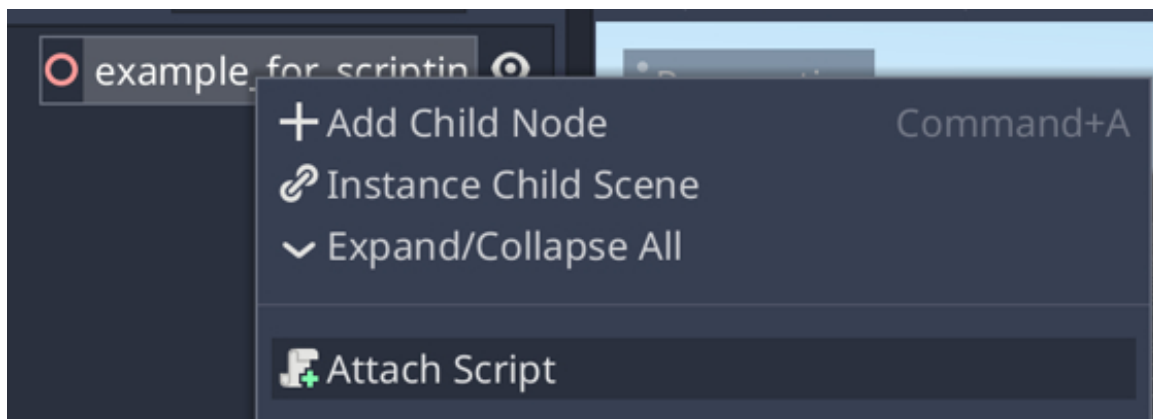 example_for_scriptin
Add Child Node Command+A
Instance Child Scene
Expand/Collapse All
Attach Script